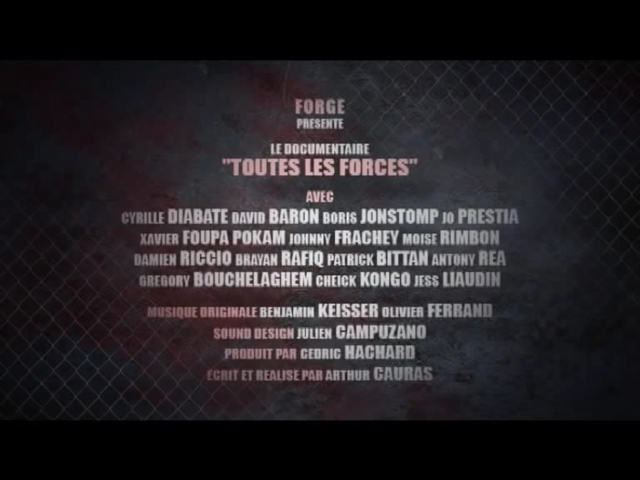 FORGE
PRESENTE
LE DOCUMENTAIRE
"TOUTES LES FORCES"
AVEC
CYRILLE DIABATE DAVID BARON BORIS JONSTOMP JO PRESTIA
XAVIER FOUPA POKAM JOHNNY FRACHEY MOISE RIMBON
DAMIEN RICCIO BRAYAN RAFIQ PATRICK BITTAN ANTONY REA
GREGORY BOUCHELAGHEM CHEICK KONGO JESS LIAUDIN
MUSIQUE ORIGINALE BENJAMIN KEISSER OLIVIER FERRAND
SOUND DESIGN JULIEN CAMPUZANO
PRODUIT PAR CEDRIC HACHARD
ECRIT ET REALISE PAR ARTHUR CAURAS